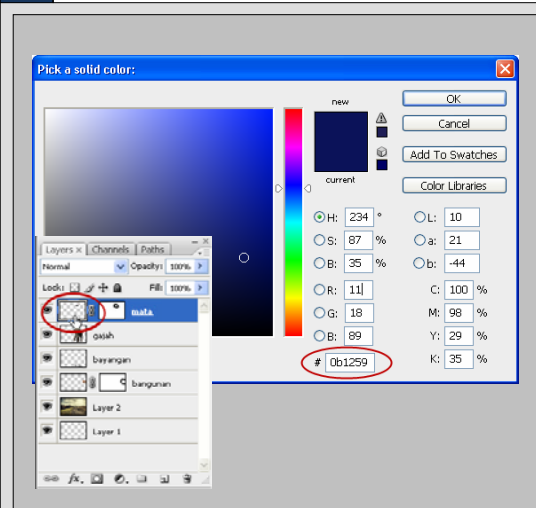 Pick a solid color:
new
current
OK
Cancel
Add To Swatches
Color Libraries
H: 234 °
S: 87 %
B: 35 %
R: 11
G: 18
B: 89
# 0b1259
L: 10
a: 21
b: -44
C: 100 %
M: 98 %
Y: 29 %
K: 35 %
Layers × Channels Paths
Normal Opacity: 100%
Lock: Fill: 100%
mata
gajah
bayangan
bangunan
Layer 2
Layer 1
fx.